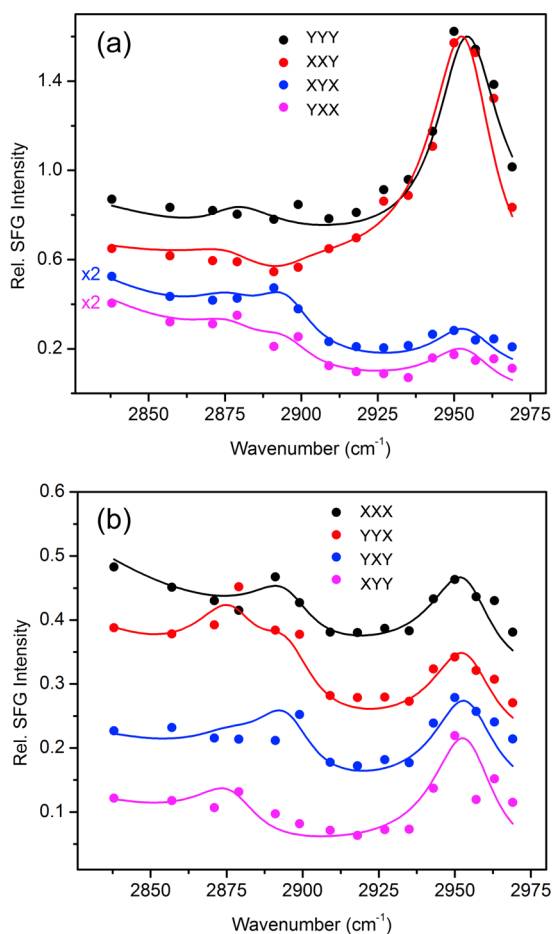 (a)
YYY
XXY
XYX
YXX
Rel. SFG Intensity
1.6
1.0
0.6
0.2
x2
x2
2850 2875 2900 2925 2950 2975
Wavenumber (cm⁻¹)
(b)
XXX
YYX
YXY
XYY
Rel. SFG Intensity
0.6
0.5
0.4
0.3
0.2
0.1
2850 2875 2900 2925 2950 2975
Wavenumber (cm⁻¹)